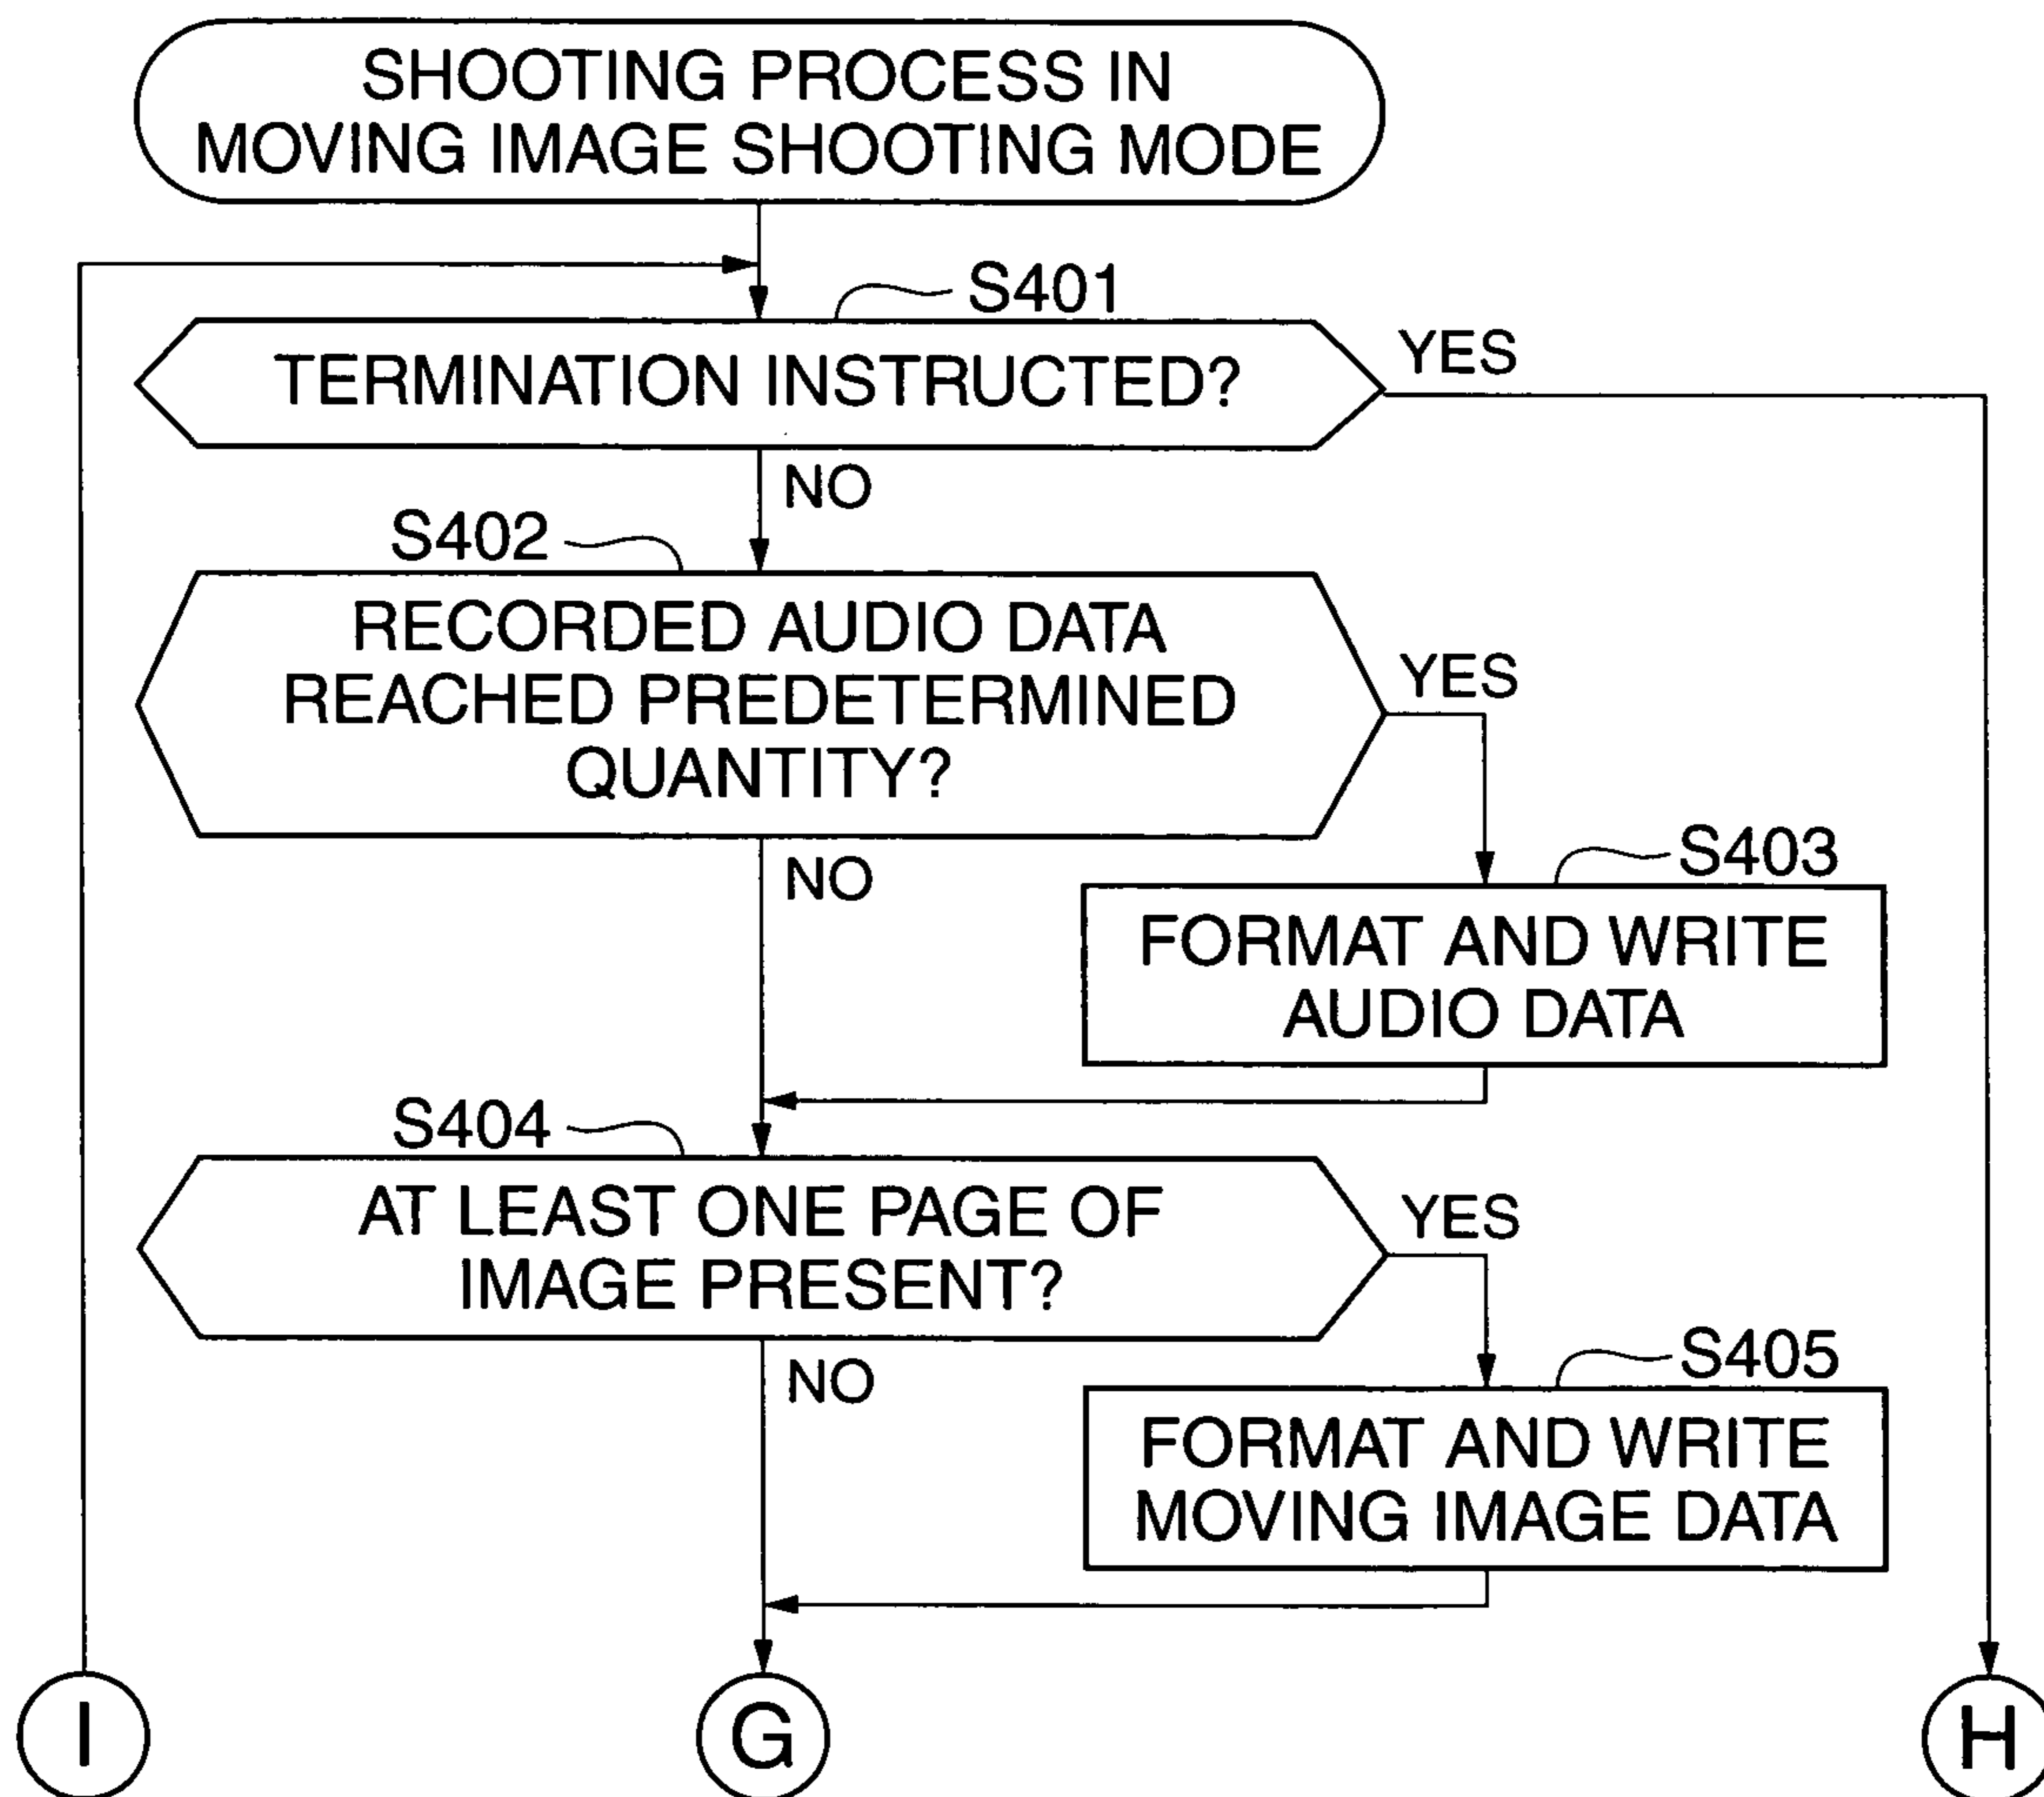 SHOOTING PROCESS IN
MOVING IMAGE SHOOTING MODE
S401
TERMINATION INSTRUCTED?
YES
NO
S402
RECORDED AUDIO DATA
REACHED PREDETERMINED
QUANTITY?
YES
NO
S403
FORMAT AND WRITE
AUDIO DATA
S404
AT LEAST ONE PAGE OF
IMAGE PRESENT?
YES
NO
S405
FORMAT AND WRITE
MOVING IMAGE DATA
I
G
H